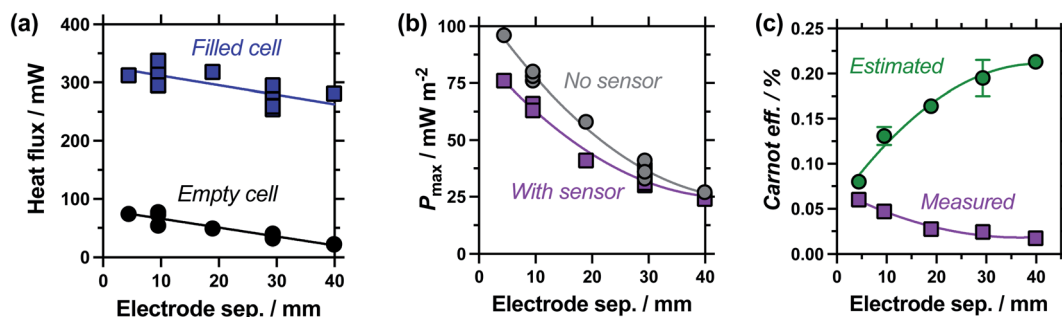 (a)
400
300
200
100
0
Heat flux / mW
Filled cell
Empty cell
0 10 20 30 40
Electrode sep. / mm
(b)
100
75
50
25
0
P_max / mW m⁻²
No sensor
With sensor
0 10 20 30 40
Electrode sep. / mm
(c)
0.25
0.20
0.15
0.10
0.05
0.00
Carnot eff. / %
Estimated
Measured
0 10 20 30 40
Electrode sep. / mm